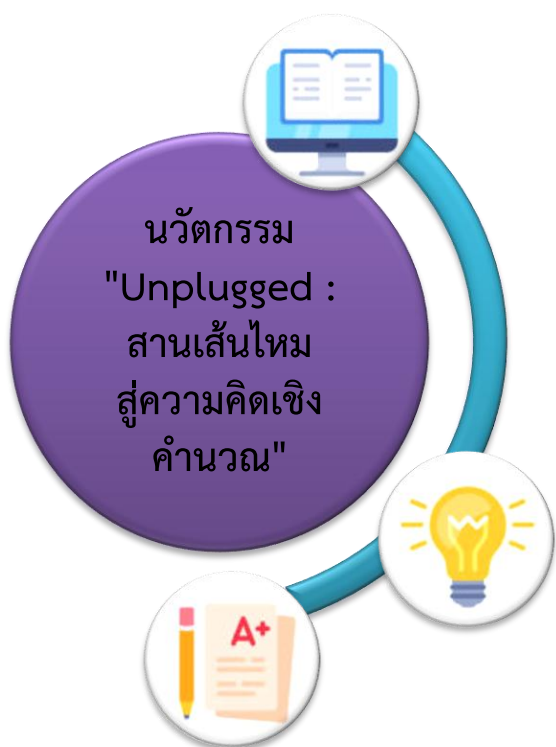 นวัตกรรม
"Unplugged :
สานเส้นไหม
สู่ความคิดเชิง
คำนวณ"
A+